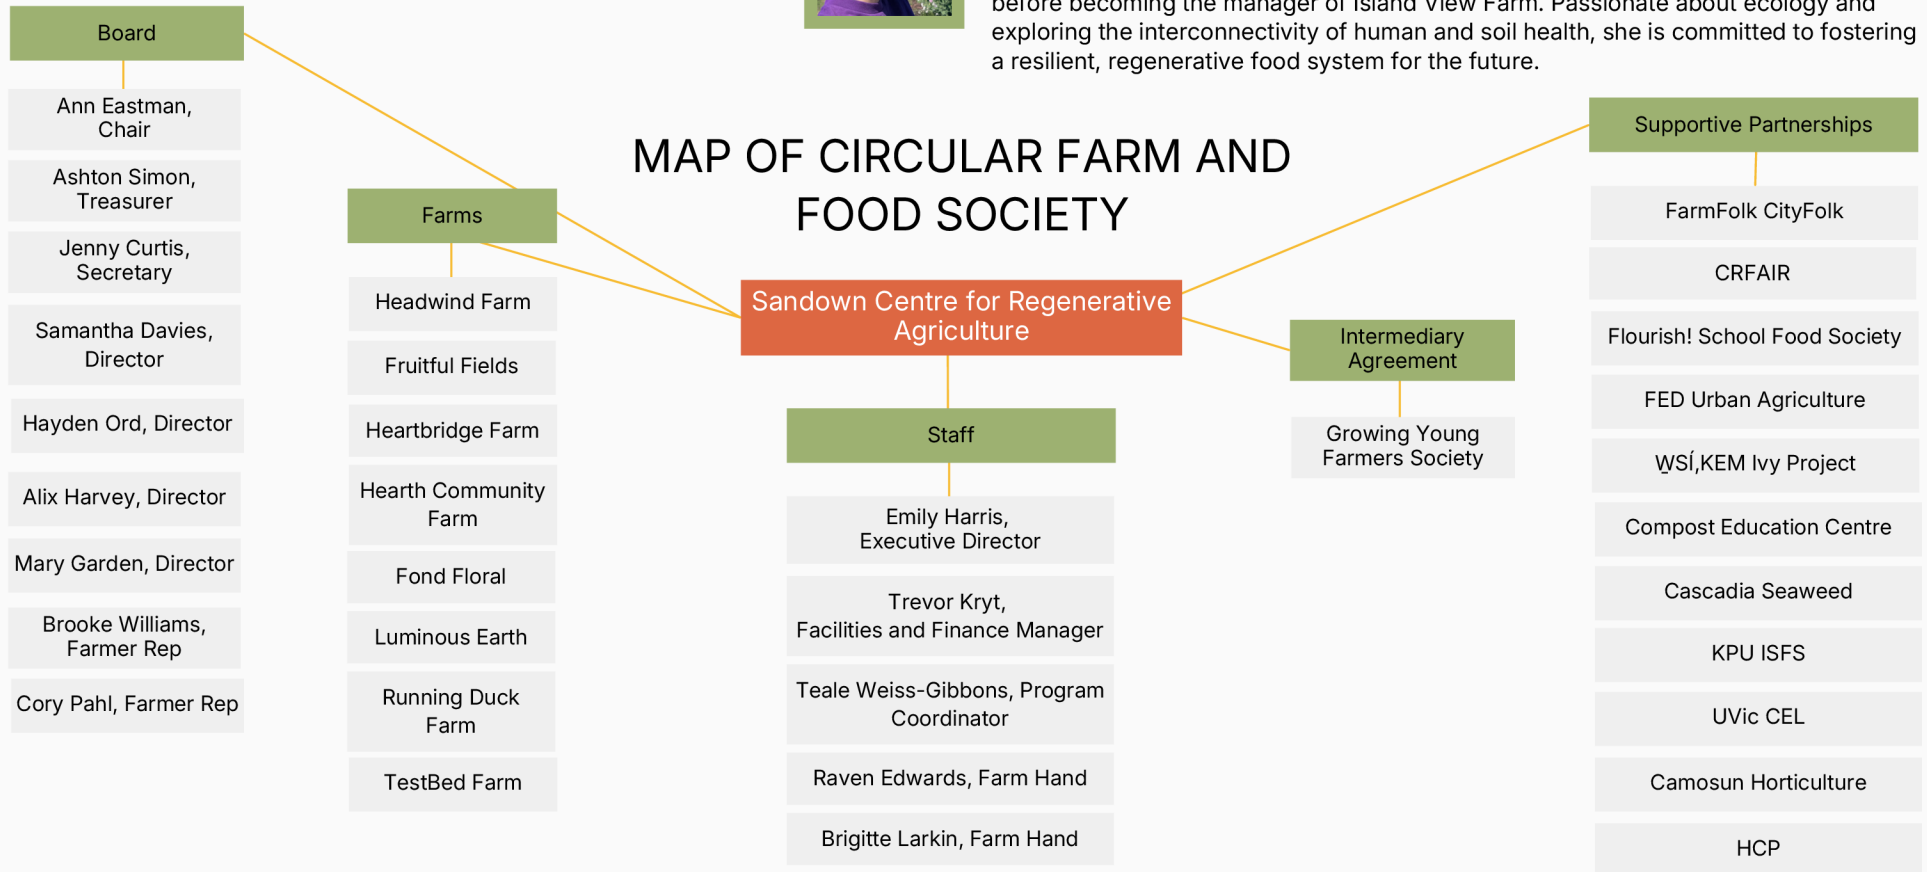 before becoming the manager of Island View Farm. Passionate about ecology and
exploring the interconnectivity of human and soil health, she is committed to fostering
a resilient, regenerative food system for the future.
MAP OF CIRCULAR FARM AND
FOOD SOCIETY
Sandown Centre for Regenerative
Agriculture
Board
Ann Eastman,
Chair
Ashton Simon,
Treasurer
Jenny Curtis,
Secretary
Samantha Davies,
Director
Hayden Ord, Director
Alix Harvey, Director
Mary Garden, Director
Brooke Williams,
Farmer Rep
Cory Pahl, Farmer Rep
Farms
Headwind Farm
Fruitful Fields
Heartbridge Farm
Hearth Community
Farm
Fond Floral
Luminous Earth
Running Duck
Farm
TestBed Farm
Staff
Emily Harris,
Executive Director
Trevor Kryt,
Facilities and Finance Manager
Teale Weiss-Gibbons, Program
Coordinator
Raven Edwards, Farm Hand
Brigitte Larkin, Farm Hand
Intermediary
Agreement
Growing Young
Farmers Society
Supportive Partnerships
FarmFolk CityFolk
CRFAIR
Flourish! School Food Society
FED Urban Agriculture
W̱SÍ,KEM Ivy Project
Compost Education Centre
Cascadia Seaweed
KPU ISFS
UVic CEL
Camosun Horticulture
HCP